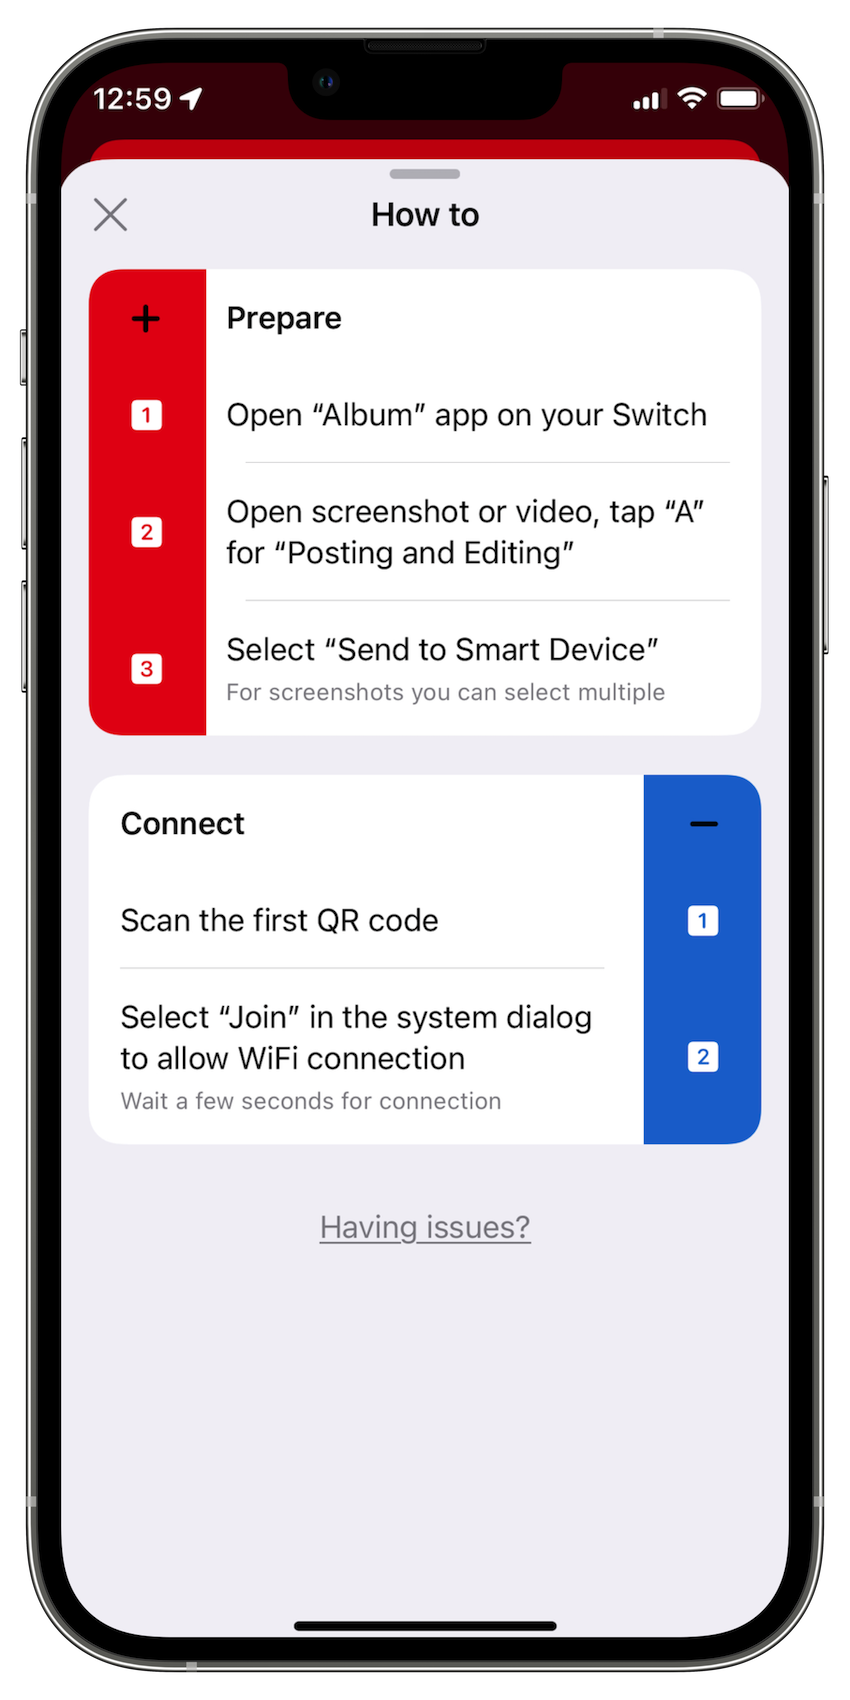 12:59
How to
+ Prepare
1 Open “Album” app on your Switch
2 Open screenshot or video, tap “A”
for “Posting and Editing”
3 Select “Send to Smart Device”
For screenshots you can select multiple
Connect −
Scan the first QR code 1
Select “Join” in the system dialog
to allow WiFi connection 2
Wait a few seconds for connection
Having issues?